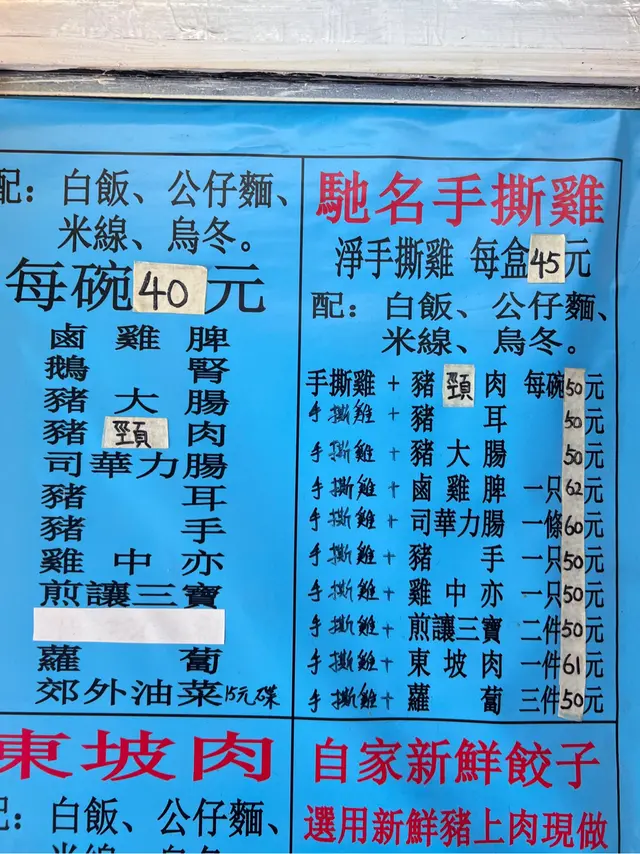 配：白飯、公仔麵、
米線、烏冬。
每碗40元
鹵雞脾
鵝腎
豬大腸
豬頸肉
司華力腸
豬耳
豬手
雞中亦
煎讓三寶
蘿蔔
郊外油菜15元碟
馳名手撕雞
淨手撕雞 每盒45元
配：白飯、公仔麵、
米線、烏冬。
手撕雞+豬頸肉 每碗50元
手撕雞+豬耳 50元
手撕雞+豬大腸 50元
手撕雞+鹵雞脾 一只62元
手撕雞+司華力腸 一條60元
手撕雞+豬手 一只50元
手撕雞+雞中亦 一只50元
手撕雞+煎讓三寶 二件50元
手撕雞+東坡肉 一件61元
手撕雞+蘿蔔 三件50元
東坡肉
配：白飯、公仔麵、
自家新鮮餃子
選用新鮮豬上肉現做